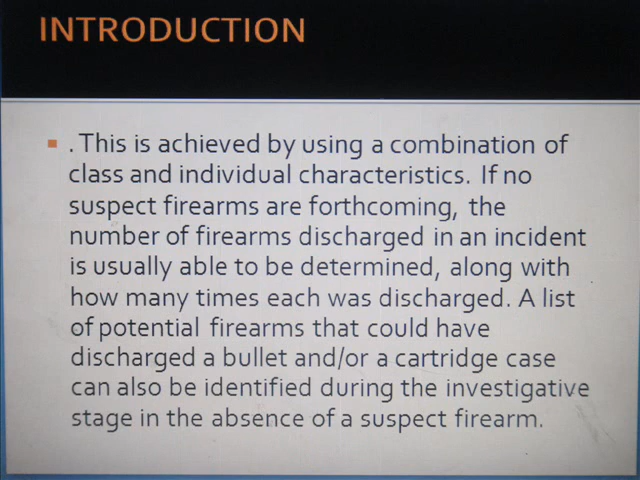 INTRODUCTION
. This is achieved by using a combination of
class and individual characteristics. If no
suspect firearms are forthcoming, the
number of firearms discharged in an incident
is usually able to be determined, along with
how many times each was discharged. A list
of potential firearms that could have
discharged a bullet and/or a cartridge case
can also be identified during the investigative
stage in the absence of a suspect firearm.